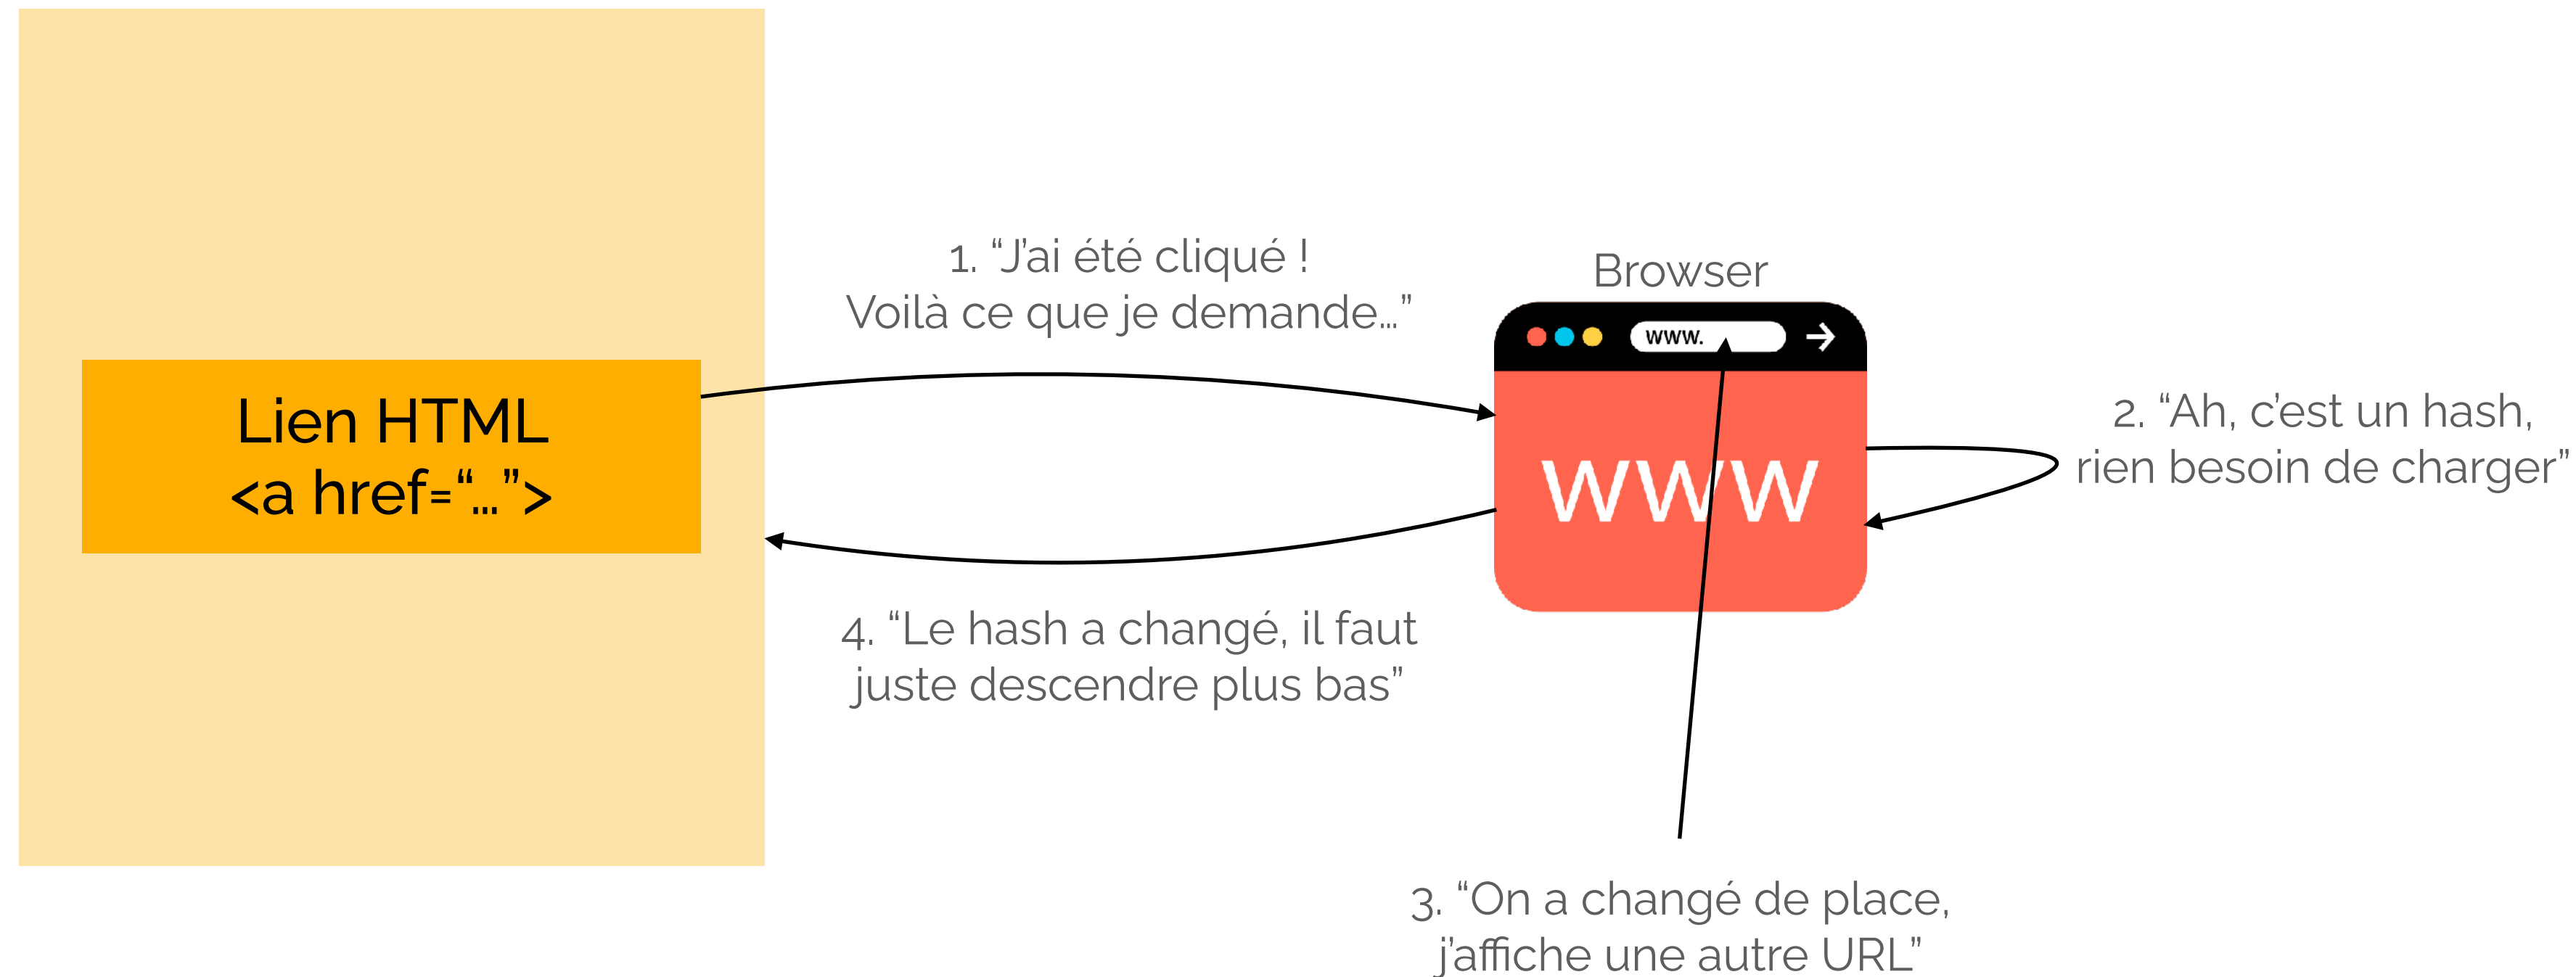 Lien HTML
<a href=“...”>
1. “J’ai été cliqué !
Voilà ce que je demande...”
Browser
www.
www
2. “Ah, c’est un hash,
rien besoin de charger”
4. “Le hash a changé, il faut
juste descendre plus bas”
3. “On a changé de place,
j’affiche une autre URL”